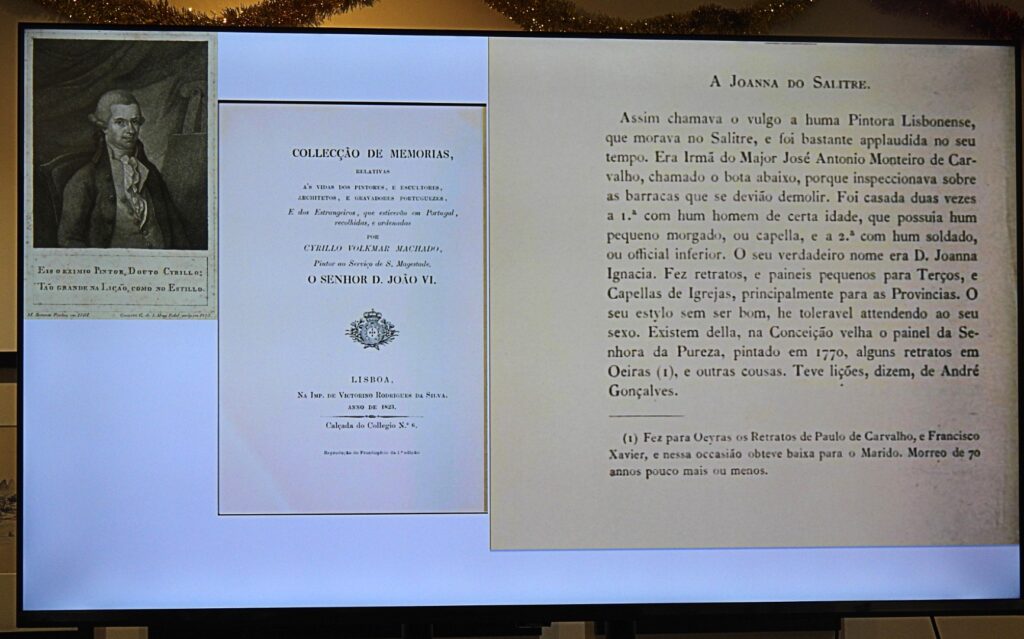 Eis o eximio Pintor, Douto Cyrillo;
Taõ grande na Liçaõ, como no Estillo.
COLLECÇÃO DE MEMORIAS,
RELATIVAS
A'S VIDAS DOS PINTORES, E ESCULTORES,
ARCHITETOS, E GRAVADORES PORTUGUEZES,
E dos Estrangeiros, que estiverão em Portugal,
recolhidas, e ordenadas
POR
CYRILLO VOLKMAR MACHADO,
Pintor ao Serviço de S. Magestade.
O SENHOR D. JOÃO VI.
LISBOA,
NA IMP. DE VICTORINO RODRIGUES DA SILVA.
ANNO DE 1823.
Calçada do Collegio N.º 6.
Reprodução do Frontispício da 1ª edição
A JOANNA DO SALITRE.
Assim chamava o vulgo a huma Pintora Lisbonense,
que morava no Salitre, e foi bastante applaudida no seu
tempo. Era Irmã do Major José Antonio Monteiro de Car-
valho, chamado o bota abaixo, porque inspeccionava sobre
as barracas que se devião demolir. Foi casada duas vezes
a 1.ª com hum homem de certa idade, que possuia hum
pequeno morgado, ou capella, e a 2.ª com hum soldado,
ou official inferior. O seu verdadeiro nome era D. Joanna
Ignacia. Fez retratos, e paineis pequenos para Terços, e
Capellas de Igrejas, principalmente para as Provincias. O
seu estylo sem ser bom, he toleravel attendendo ao seu
sexo. Existem della, na Conceição velha o painel da Se-
nhora da Pureza, pintado em 1770, alguns retratos em
Oeiras (1), e outras cousas. Teve lições, dizem, de André
Gonçalves.
(1) Fez para Oeyras os Retratos de Paulo de Carvalho, e Francisco
Xavier, e nessa occasião obteve baixa para o Marido. Morreo de 70
annos pouco mais ou menos.